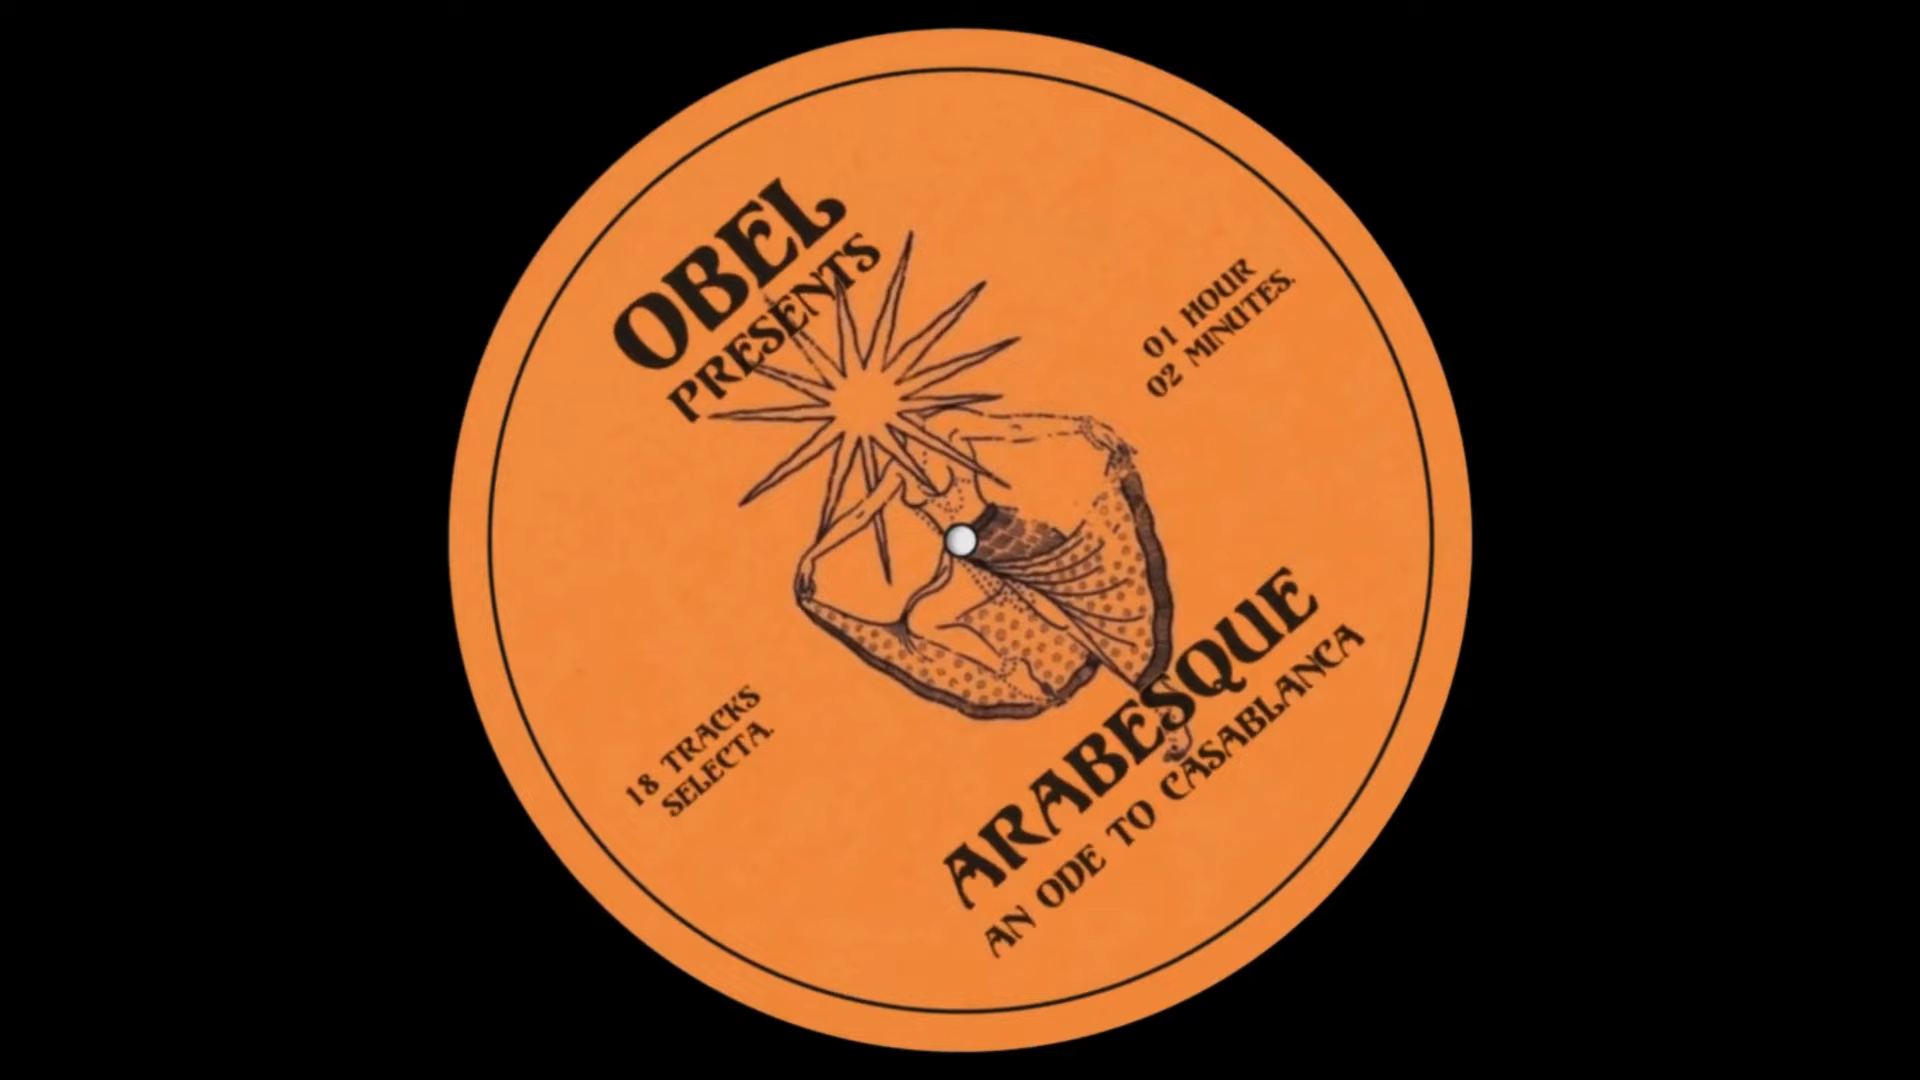 OBEL
PRESENTS
01 HOUR
02 MINUTES.
18 TRACKS
SELECTA.
ARABESQUE
AN ODE TO CASABLANCA